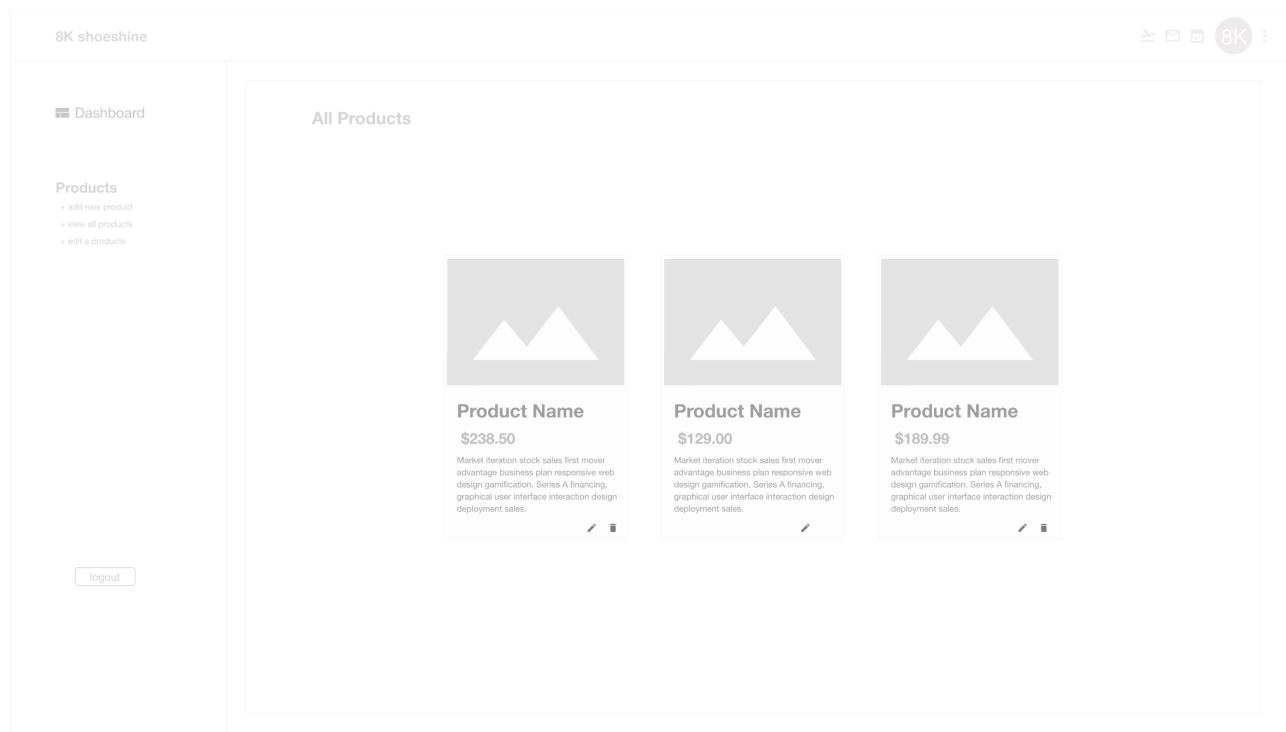 8K shoeshine
8K
Dashboard
All Products
Products
+ add new product
+ view all products
+ edit a products
Product Name
$238.50
Market iteration stock sales first mover
advantage business plan responsive web
design gamification. Series A financing,
graphical user interface interaction design
deployment sales.
Product Name
$129.00
Market iteration stock sales first mover
advantage business plan responsive web
design gamification. Series A financing,
graphical user interface interaction design
deployment sales.
Product Name
$189.99
Market iteration stock sales first mover
advantage business plan responsive web
design gamification. Series A financing,
graphical user interface interaction design
deployment sales.
logout